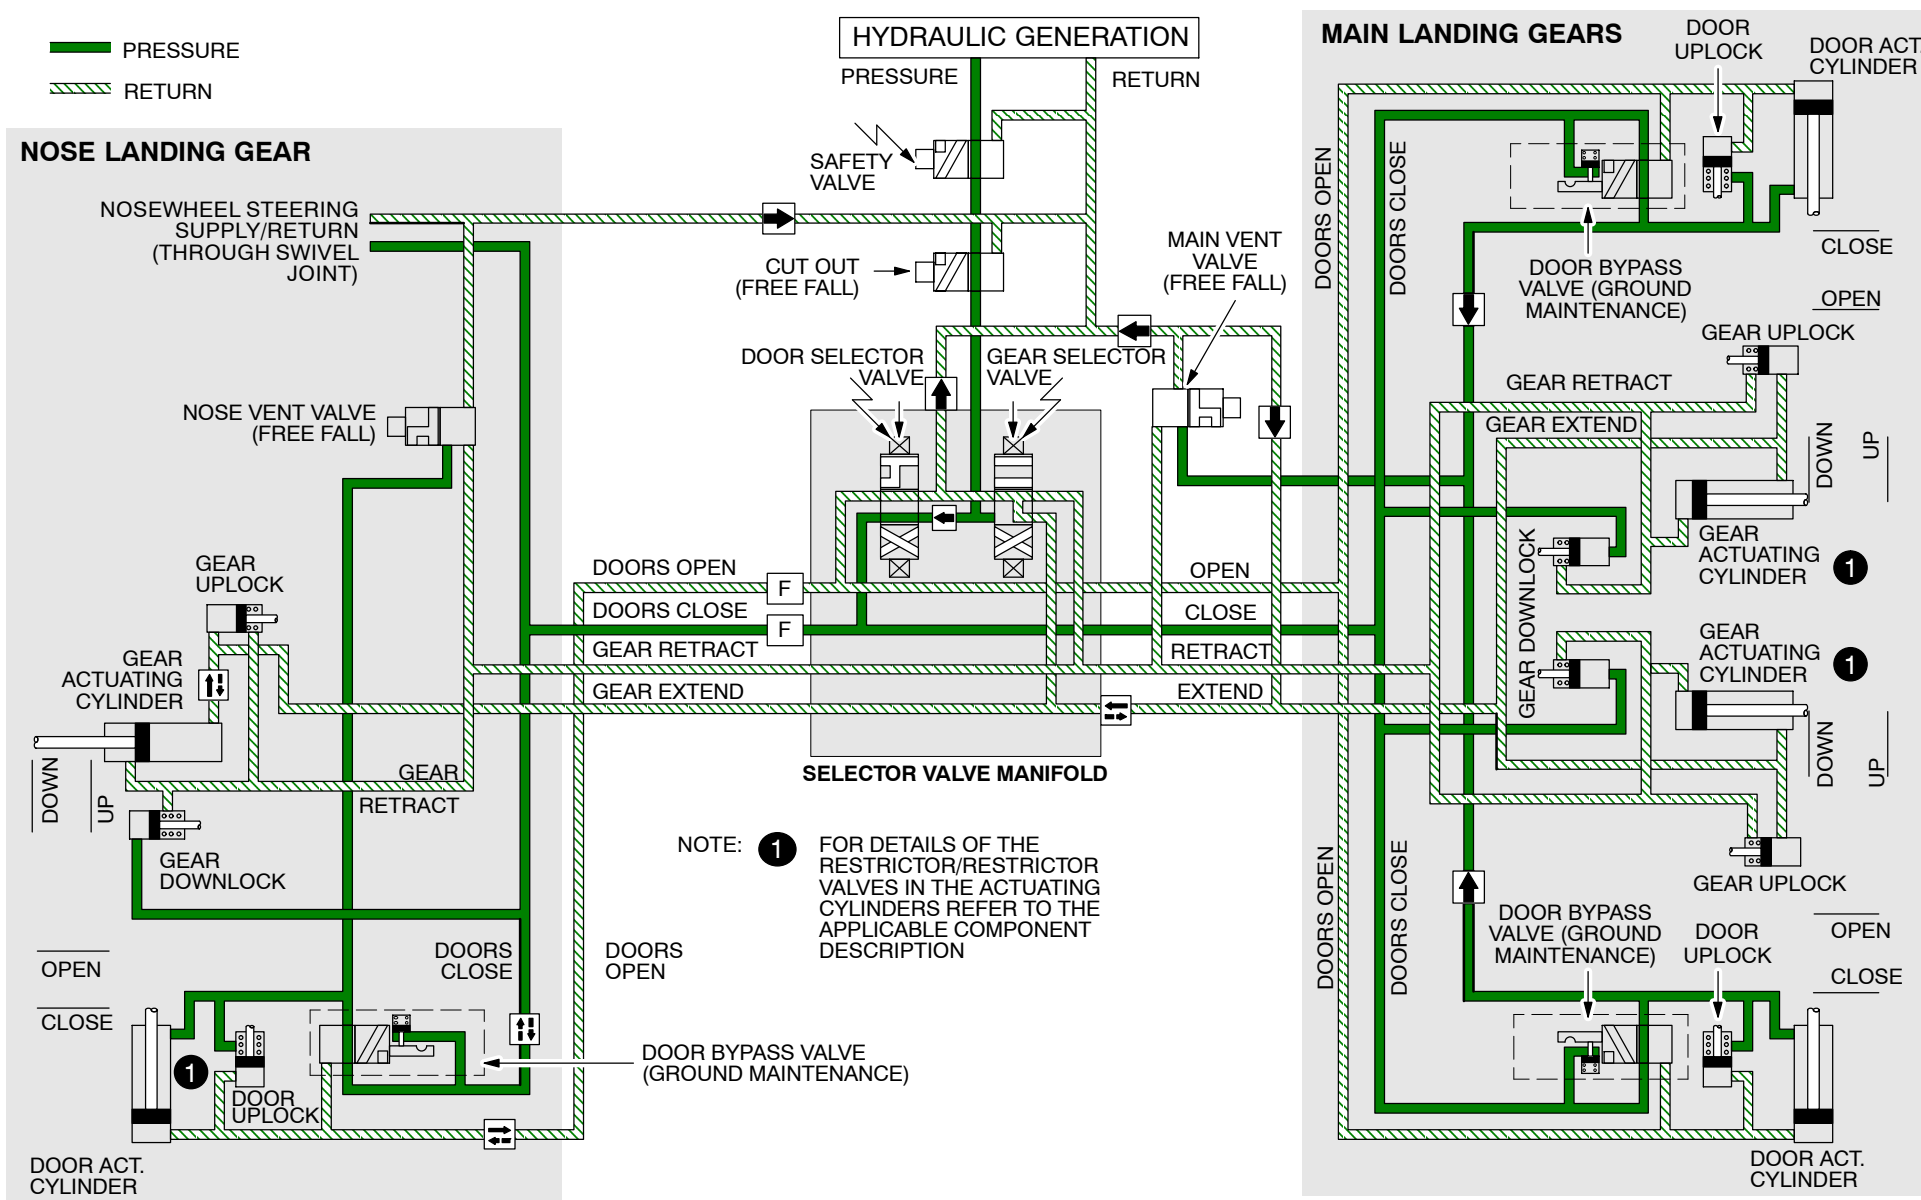 HYDRAULIC GENERATION
PRESSURE
RETURN
PRESSURE
RETURN
NOSE LANDING GEAR
NOSEWHEEL STEERING
SUPPLY/RETURN
(THROUGH SWIVEL
JOINT)
SAFETY
VALVE
CUT OUT
(FREE FALL)
MAIN VENT
VALVE
(FREE FALL)
DOOR SELECTOR
VALVE
GEAR SELECTOR
VALVE
NOSE VENT VALVE
(FREE FALL)
GEAR
UPLOCK
GEAR
ACTUATING
CYLINDER
DOWN
UP
GEAR
RETRACT
GEAR
DOWNLOCK
OPEN
CLOSE
1
DOOR
UPLOCK
DOOR ACT.
CYLINDER
DOORS
CLOSE
DOORS
OPEN
DOOR BYPASS VALVE
(GROUND MAINTENANCE)
DOORS OPEN
F
OPEN
DOORS CLOSE
F
CLOSE
GEAR RETRACT
RETRACT
GEAR EXTEND
EXTEND
SELECTOR VALVE MANIFOLD
NOTE: 1 FOR DETAILS OF THE
RESTRICTOR/RESTRICTOR
VALVES IN THE ACTUATING
CYLINDERS REFER TO THE
APPLICABLE COMPONENT
DESCRIPTION
MAIN LANDING GEARS
DOOR
UPLOCK
DOOR ACT.
CYLINDER
DOORS OPEN
DOORS CLOSE
CLOSE
OPEN
DOOR BYPASS
VALVE (GROUND
MAINTENANCE)
GEAR UPLOCK
GEAR RETRACT
GEAR EXTEND
DOWN
UP
GEAR
ACTUATING
CYLINDER
1
GEAR DOWNLOCK
GEAR
ACTUATING
CYLINDER
1
DOWN
UP
GEAR UPLOCK
DOORS OPEN
DOORS CLOSE
DOOR BYPASS
VALVE (GROUND
MAINTENANCE)
DOOR
UPLOCK
OPEN
CLOSE
DOOR ACT.
CYLINDER